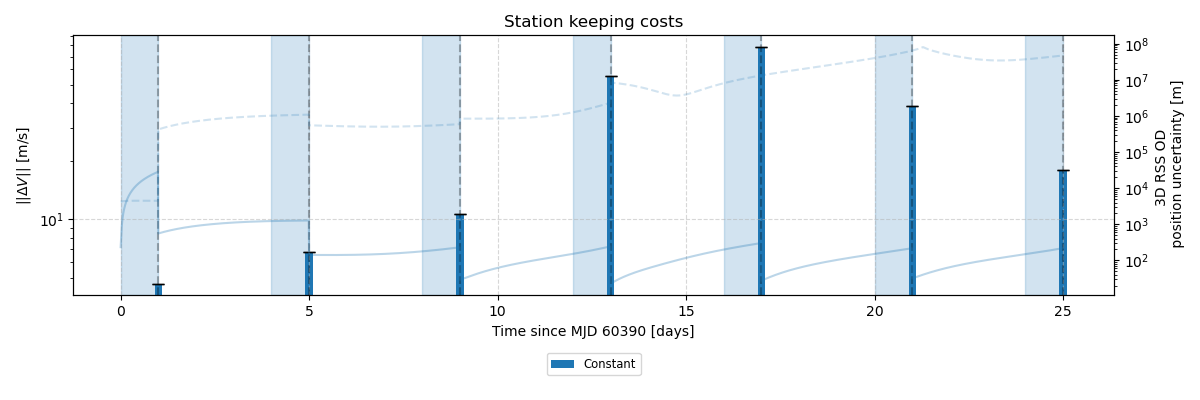 Station keeping costs
||ΔV|| [m/s]
10¹
10⁸
10⁷
10⁶
10⁵
10⁴
10³
10²
3D RSS OD
position uncertainty [m]
0 5 10 15 20 25
Time since MJD 60390 [days]
Constant